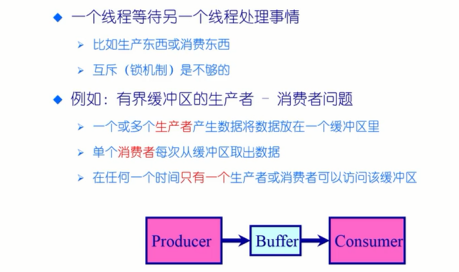 一个线程等待另一个线程处理事情
比如生产东西或消费东西
互斥（锁机制）是不够的
例如：有界缓冲区的生产者 - 消费者问题
一个或多个生产者产生数据将数据放在一个缓冲区里
单个消费者每次从缓冲区取出数据
在任何一个时间只有一个生产者或消费者可以访问该缓冲区
Producer Buffer Consumer